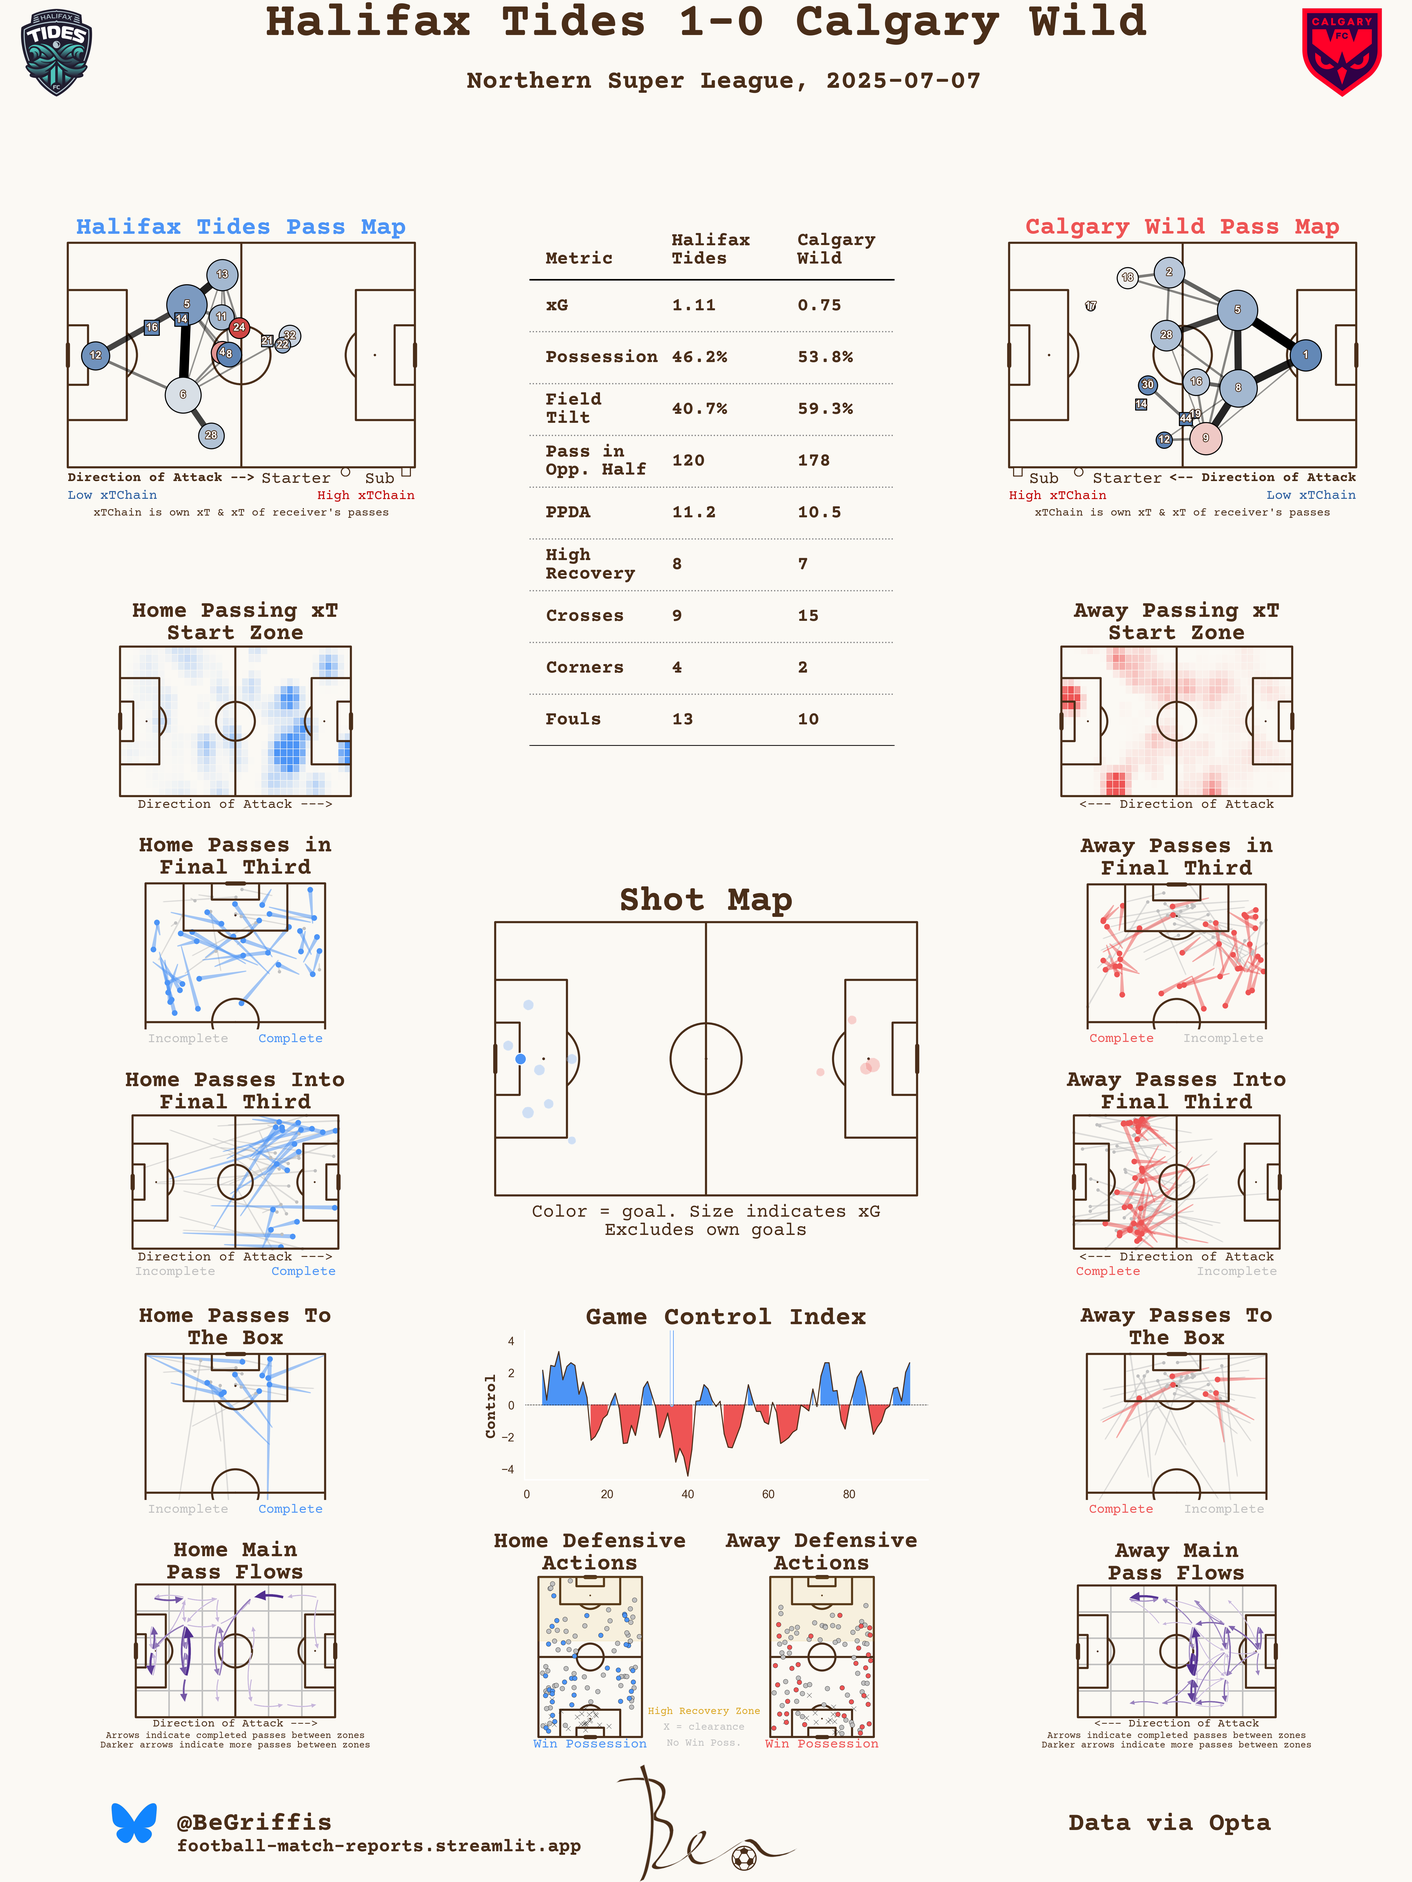 Halifax Tides 1-0 Calgary Wild
Northern Super League, 2025-07-07
HALIFAX
TIDES
FC
CALGARY
FC
Halifax Tides Pass Map
13
5
14
16
11
24
12
4
8
21
32
22
6
28
Direction of Attack --> Starter Sub
Low xTChain High xTChain
xTChain is own xT & xT of receiver's passes
Metric Halifax Tides Calgary Wild
xG 1.11 0.75
Possession 46.2% 53.8%
Field Tilt 40.7% 59.3%
Pass in Opp. Half 120 178
PPDA 11.2 10.5
High Recovery 8 7
Crosses 9 15
Corners 4 2
Fouls 13 10
Calgary Wild Pass Map
18
2
17
5
28
1
30
16
8
14
44
19
12
9
Sub Starter <-- Direction of Attack
High xTChain Low xTChain
xTChain is own xT & xT of receiver's passes
Home Passing xT
Start Zone
Direction of Attack --->
Away Passing xT
Start Zone
<--- Direction of Attack
Home Passes in
Final Third
Incomplete Complete
Away Passes in
Final Third
Complete Incomplete
Shot Map
Color = goal. Size indicates xG
Excludes own goals
Home Passes Into
Final Third
Direction of Attack --->
Incomplete Complete
Away Passes Into
Final Third
<--- Direction of Attack
Complete Incomplete
Home Passes To
The Box
Incomplete Complete
Game Control Index
Control
4
2
0
−2
−4
0 20 40 60 80
Away Passes To
The Box
Complete Incomplete
Home Main
Pass Flows
Direction of Attack --->
Arrows indicate completed passes between zones
Darker arrows indicate more passes between zones
Home Defensive
Actions
Win Possession
Away Defensive
Actions
Win Possession
High Recovery Zone
X = clearance
No Win Poss.
Away Main
Pass Flows
<--- Direction of Attack
Arrows indicate completed passes between zones
Darker arrows indicate more passes between zones
@BeGriffis
football-match-reports.streamlit.app
Ben
Data via Opta